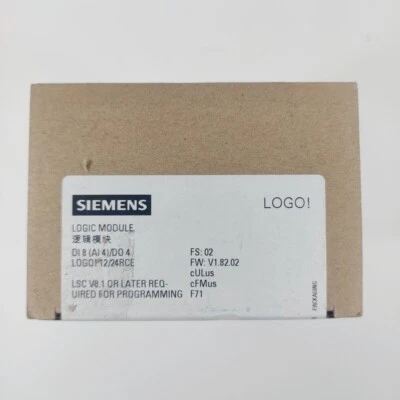 SIEMENS
LOGO!
LOGIC MODULE
逻辑模块
DI 8 (AI 4)/DO 4
LOGO! 12/24RCE
LSC V8.1 OR LATER REQ-
UIRED FOR PROGRAMMING
FS: 02
FW: V1.82.02
cULus
cFMus
F71
PACKAGING